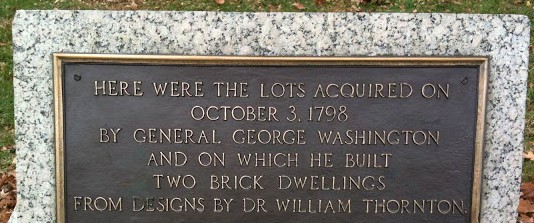 HERE WERE THE LOTS ACQUIRED ON
OCTOBER 3, 1798
BY GENERAL GEORGE WASHINGTON
AND ON WHICH HE BUILT
TWO BRICK DWELLINGS
FROM DESIGNS BY DR WILLIAM THORNTON.